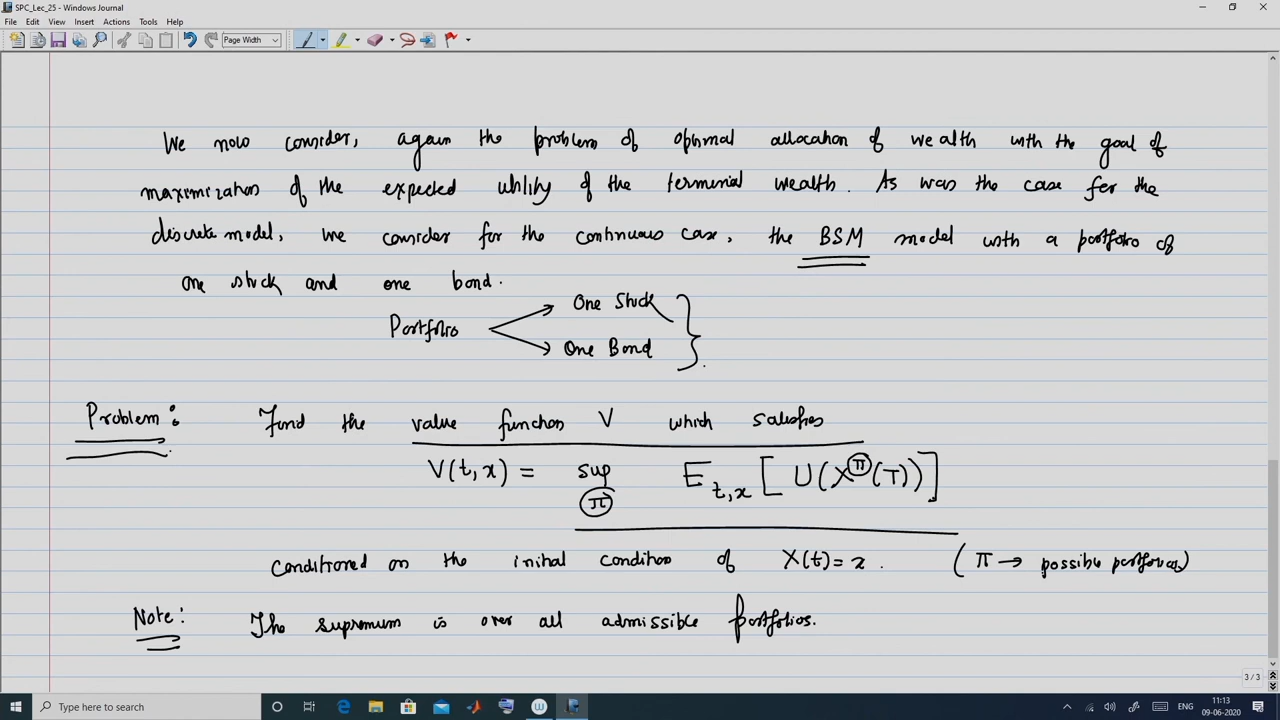 SPC_Lec_25 - Windows Journal
File Edit View Insert Actions Tools Help
Page Width
We now consider, again the problem of optimal allocation of wealth with the goal of
maximization of the expected utility of the terminal wealth. As was the case for the
discrete model, we consider for the continuous case, the BSM model with a portfolio of
one stock and one bond.
One Stock
Portfolio
One Bond
Problem: Find the value function V which satisfies
V(t,x) = sup_π E_{t,x} [ U(X^π(T)) ]
Conditioned on the initial condition of X(t)=x. (π → possible portfolios)
Note: The supremum is over all admissible portfolios.
3 / 3
Type here to search
11:13
09-06-2020